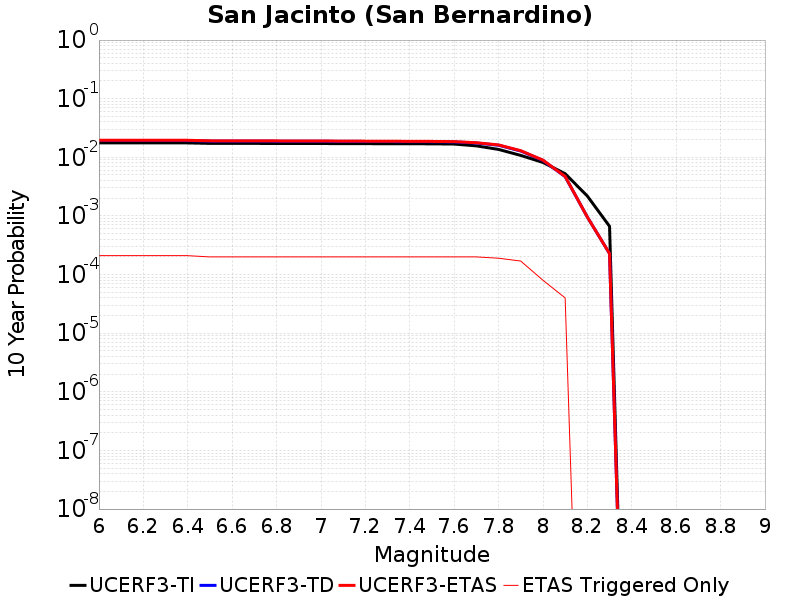 San Jacinto (San Bernardino)
10^0
10^-1
10^-2
10^-3
10^-4
10^-5
10^-6
10^-7
10^-8
10 Year Probability
6 6.2 6.4 6.6 6.8 7 7.2 7.4 7.6 7.8 8 8.2 8.4 8.6 8.8 9
Magnitude
UCERF3-TI UCERF3-TD UCERF3-ETAS ETAS Triggered Only